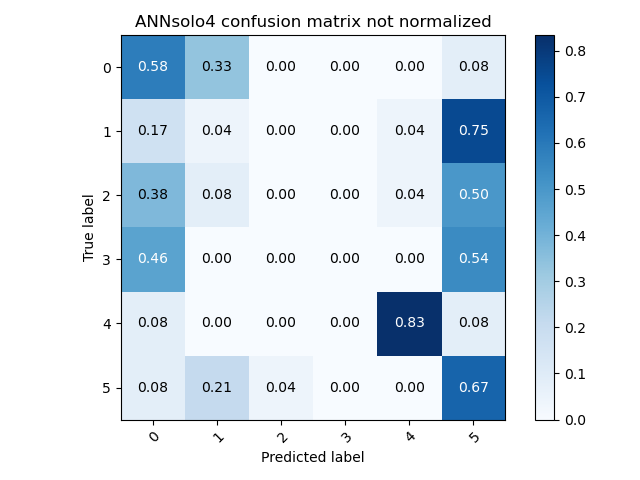 ANNsolo4 confusion matrix not normalized
True label
0 0.58 0.33 0.00 0.00 0.00 0.08
1 0.17 0.04 0.00 0.00 0.04 0.75
2 0.38 0.08 0.00 0.00 0.04 0.50
3 0.46 0.00 0.00 0.00 0.00 0.54
4 0.08 0.00 0.00 0.00 0.83 0.08
5 0.08 0.21 0.04 0.00 0.00 0.67
0 1 2 3 4 5
Predicted label
0.8
0.7
0.6
0.5
0.4
0.3
0.2
0.1
0.0